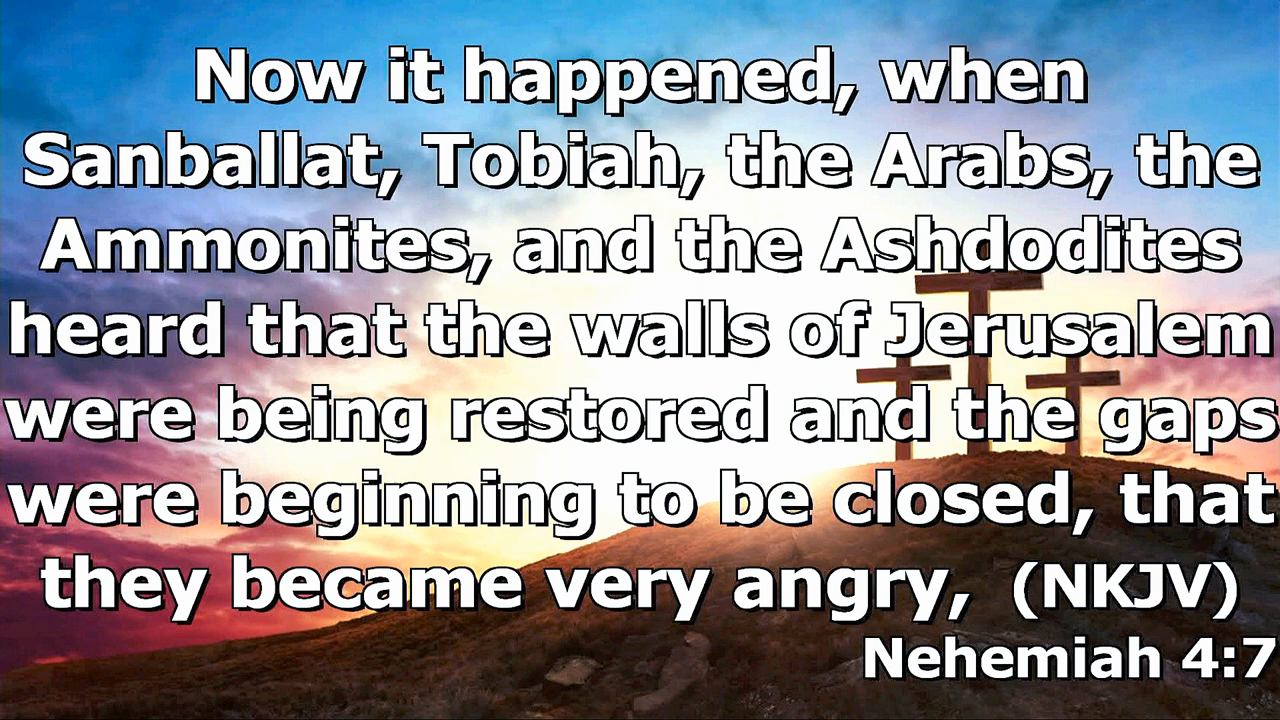 Now it happened, when
Sanballat, Tobiah, the Arabs, the
Ammonites, and the Ashdodites
heard that the walls of Jerusalem
were being restored and the gaps
were beginning to be closed, that
they became very angry,  (NKJV)
Nehemiah 4:7